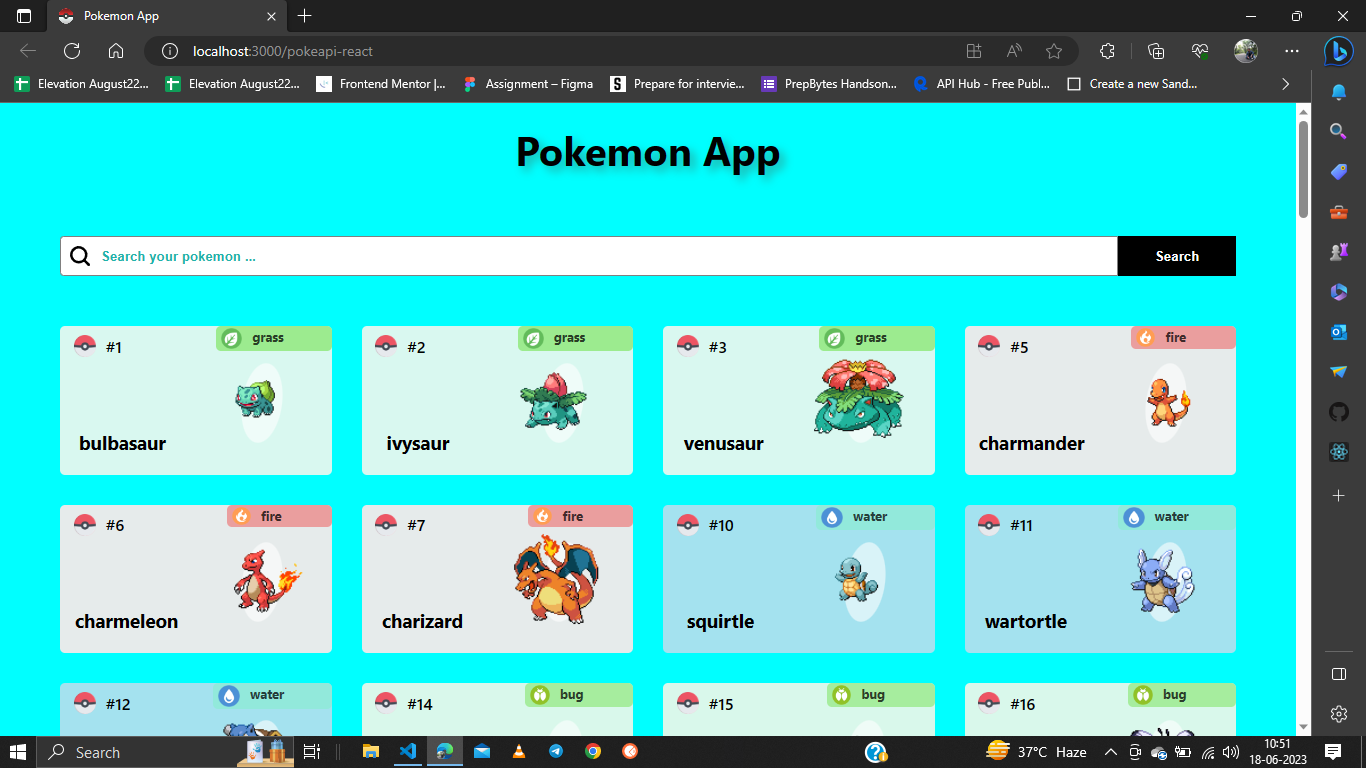 Pokemon App
localhost:3000/pokeapi-react
Elevation August22... Elevation August22... Frontend Mentor |... Assignment – Figma Prepare for intervie... PrepBytes Handson... API Hub - Free Publ... Create a new Sand...
Pokemon App
Search your pokemon ... Search
#1 grass
bulbasaur
#2 grass
ivysaur
#3 grass
venusaur
#5 fire
charmander
#6 fire
charmeleon
#7 fire
charizard
#10 water
squirtle
#11 water
wartortle
#12 water
#14 bug
#15 bug
#16 bug
Search
37°C Haze
10:51
18-06-2023